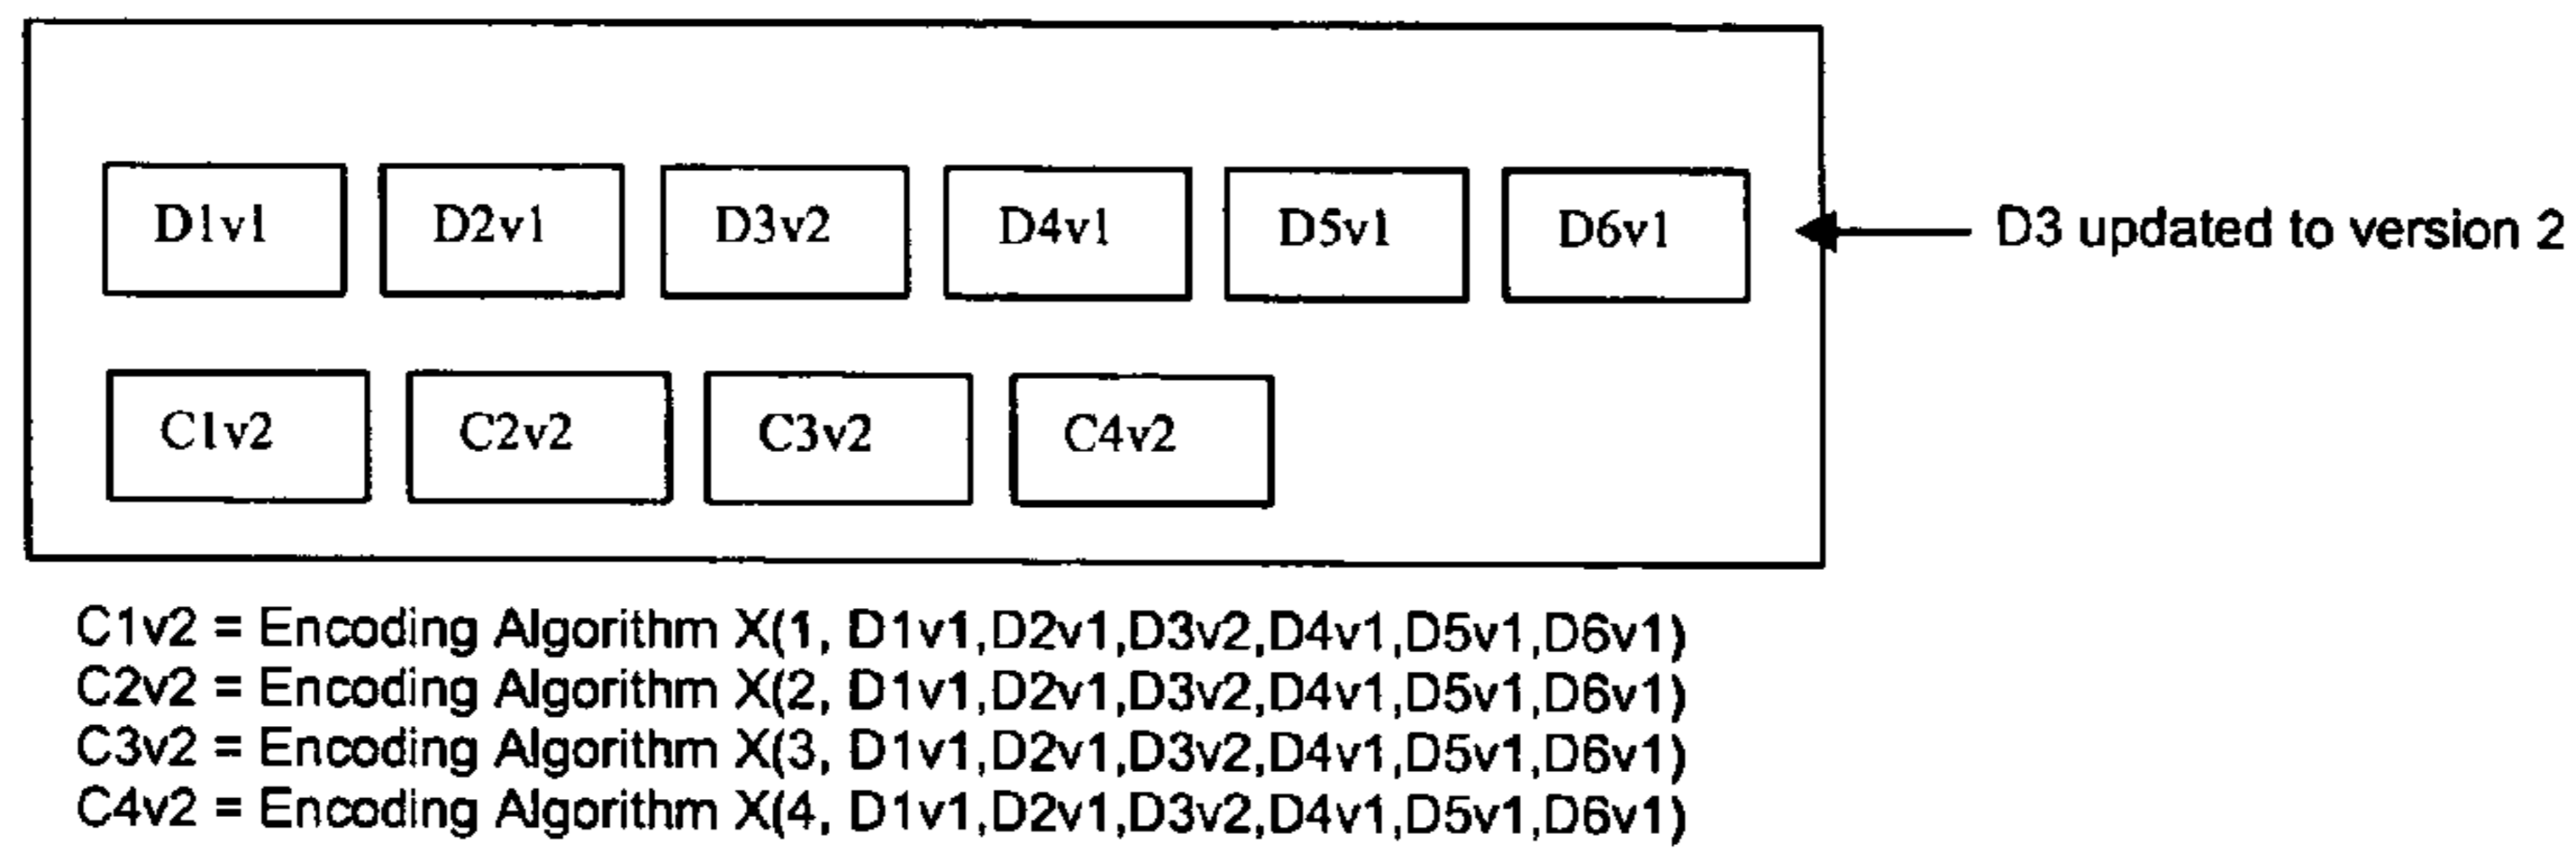 D1v1 D2v1 D3v2 D4v1 D5v1 D6v1 D3 updated to version 2
C1v2 C2v2 C3v2 C4v2
C1v2 = Encoding Algorithm X(1, D1v1,D2v1,D3v2,D4v1,D5v1,D6v1)
C2v2 = Encoding Algorithm X(2, D1v1,D2v1,D3v2,D4v1,D5v1,D6v1)
C3v2 = Encoding Algorithm X(3, D1v1,D2v1,D3v2,D4v1,D5v1,D6v1)
C4v2 = Encoding Algorithm X(4, D1v1,D2v1,D3v2,D4v1,D5v1,D6v1)